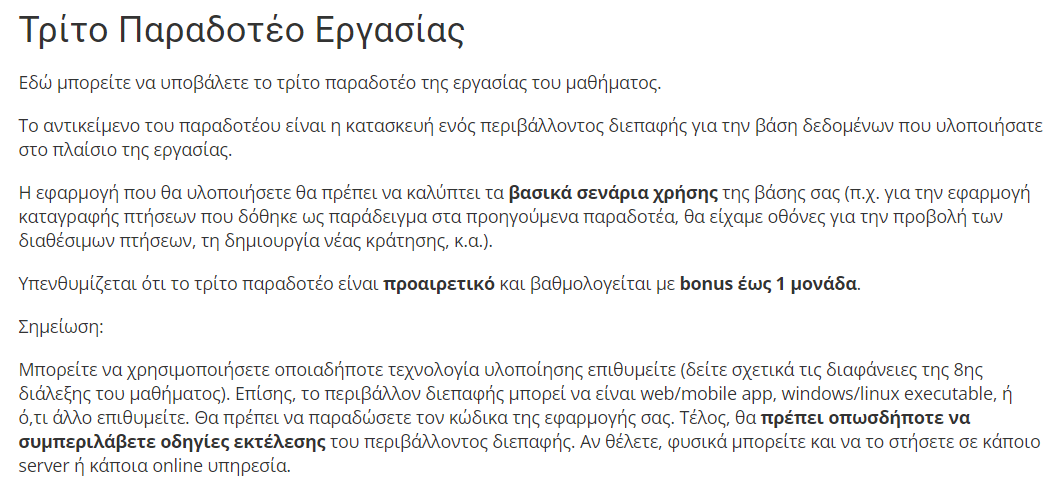 Τρίτο Παραδοτέο Εργασίας
Εδώ μπορείτε να υποβάλετε το τρίτο παραδοτέο της εργασίας του μαθήματος.
Το αντικείμενο του παραδοτέου είναι η κατασκευή ενός περιβάλλοντος διεπαφής για την βάση δεδομένων που υλοποιήσατε
στο πλαίσιο της εργασίας.
Η εφαρμογή που θα υλοποιήσετε θα πρέπει να καλύπτει τα βασικά σενάρια χρήσης της βάσης σας (π.χ. για την εφαρμογή
καταγραφής πτήσεων που δόθηκε ως παράδειγμα στα προηγούμενα παραδοτέα, θα είχαμε οθόνες για την προβολή των
διαθέσιμων πτήσεων, τη δημιουργία νέας κράτησης, κ.α.).
Υπενθυμίζεται ότι το τρίτο παραδοτέο είναι προαιρετικό και βαθμολογείται με bonus έως 1 μονάδα.
Σημείωση:
Μπορείτε να χρησιμοποιήσετε οποιαδήποτε τεχνολογία υλοποίησης επιθυμείτε (δείτε σχετικά τις διαφάνειες της 8ης
διάλεξης του μαθήματος). Επίσης, το περιβάλλον διεπαφής μπορεί να είναι web/mobile app, windows/linux executable, ή
ό,τι άλλο επιθυμείτε. Θα πρέπει να παραδώσετε τον κώδικα της εφαρμογής σας. Τέλος, θα πρέπει οπωσδήποτε να
συμπεριλάβετε οδηγίες εκτέλεσης του περιβάλλοντος διεπαφής. Αν θέλετε, φυσικά μπορείτε και να το στήσετε σε κάποιο
server ή κάποια online υπηρεσία.